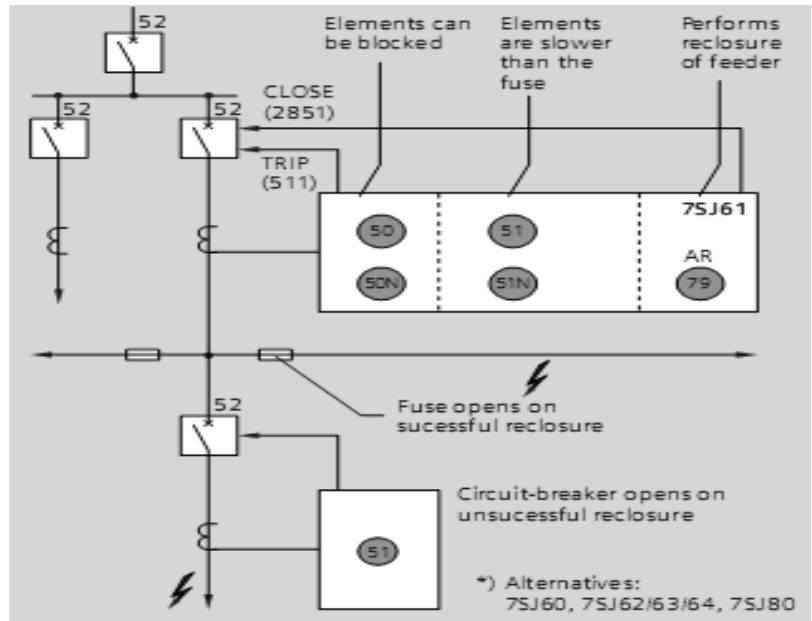 52
Elements can
be blocked
Elements
are slower
than the
fuse
Performs
reclosure
of feeder
52
52
CLOSE
(2851)
TRIP
(511)
7SJ61
50
51
AR
50N
51N
79
52
Fuse opens on
sucessful reclosure
Circuit-breaker opens on
unsucessful reclosure
51
*) Alternatives:
7SJ60, 7SJ62/63/64, 7SJ80